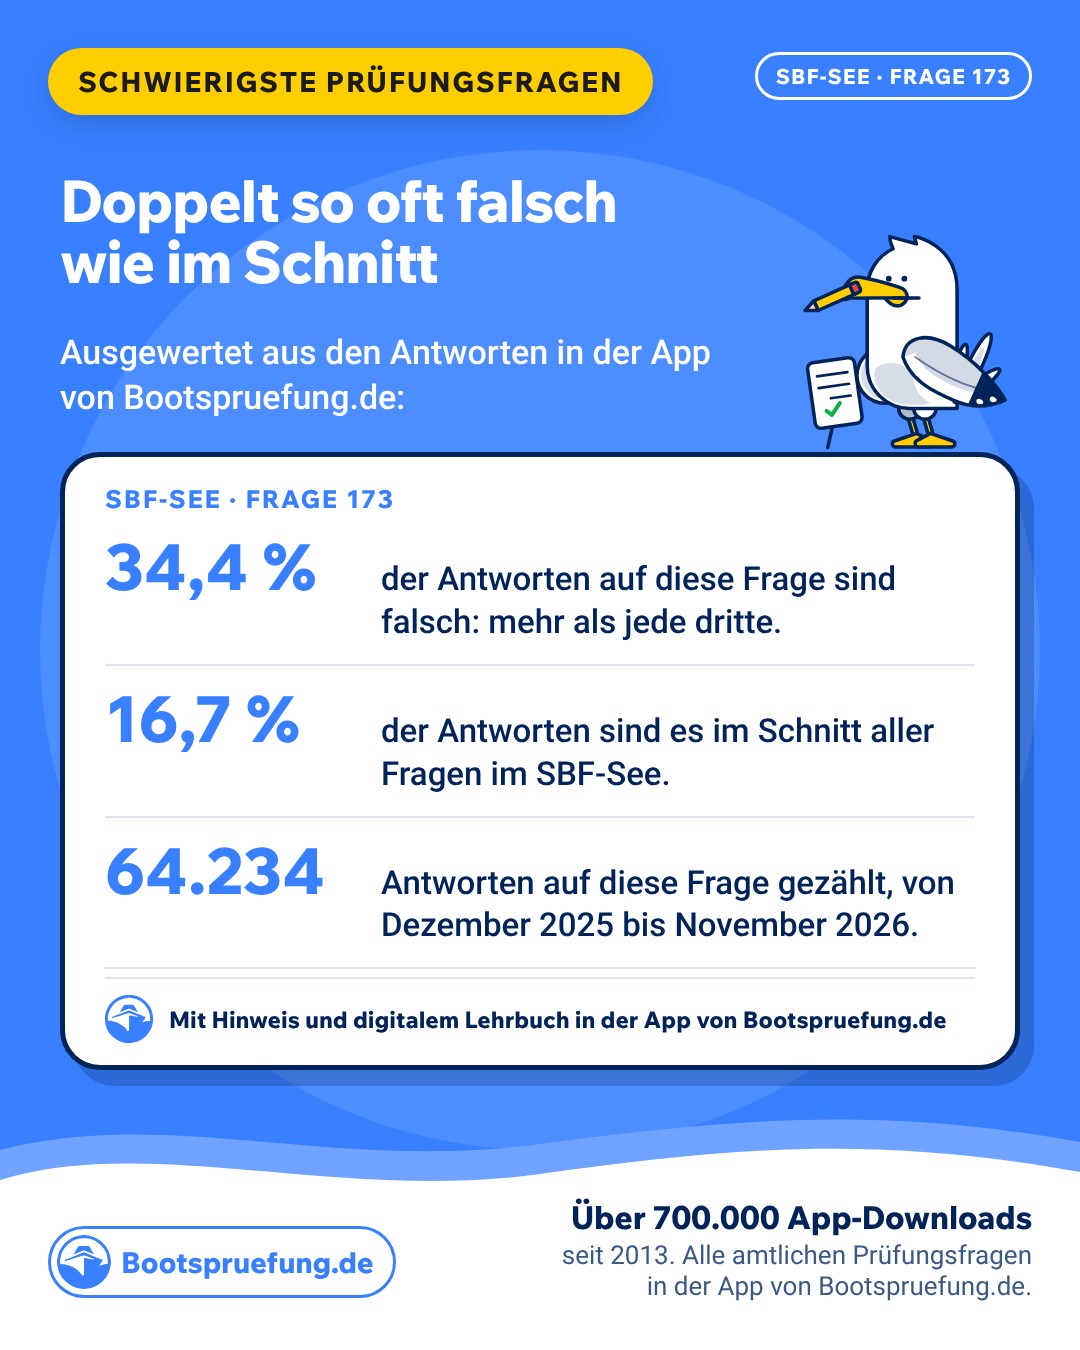 SCHWIERIGSTE PRÜFUNGSFRAGEN
SBF-SEE · FRAGE 173
Doppelt so oft falsch
wie im Schnitt
Ausgewertet aus den Antworten in der App
von Bootspruefung.de:
SBF-SEE · FRAGE 173
34,4 %
der Antworten auf diese Frage sind
falsch: mehr als jede dritte.
16,7 %
der Antworten sind es im Schnitt aller
Fragen im SBF-See.
64.234
Antworten auf diese Frage gezählt, von
Dezember 2025 bis November 2026.
Mit Hinweis und digitalem Lehrbuch in der App von Bootspruefung.de
Bootspruefung.de
Über 700.000 App-Downloads
seit 2013. Alle amtlichen Prüfungsfragen
in der App von Bootspruefung.de.